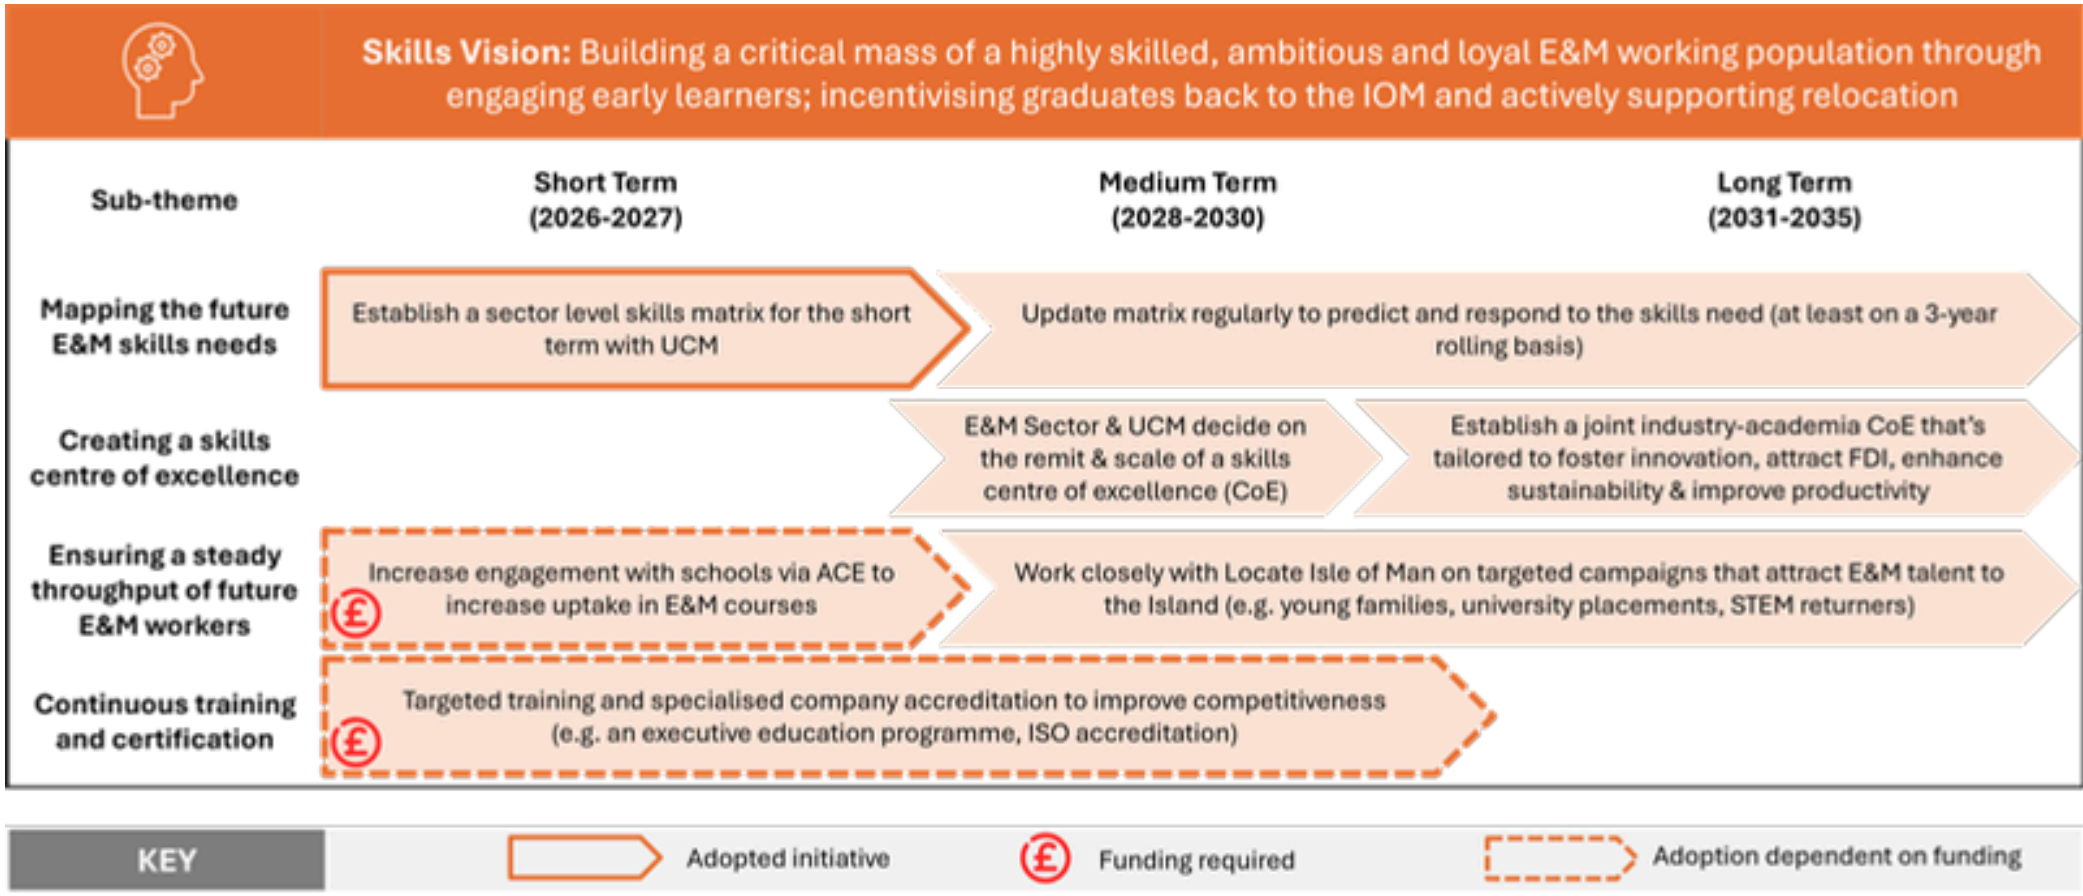 Skills Vision: Building a critical mass of a highly skilled, ambitious and loyal E&M working population through
engaging early learners; incentivising graduates back to the IOM and actively supporting relocation
Sub-theme
Short Term
(2026-2027)
Medium Term
(2028-2030)
Long Term
(2031-2035)
Mapping the future
E&M skills needs
Establish a sector level skills matrix for the short
term with UCM
Update matrix regularly to predict and respond to the skills need (at least on a 3-year
rolling basis)
Creating a skills
centre of excellence
E&M Sector & UCM decide on
the remit & scale of a skills
centre of excellence (CoE)
Establish a joint industry-academia CoE that's
tailored to foster innovation, attract FDI, enhance
sustainability & improve productivity
Ensuring a steady
throughput of future
E&M workers
£
Increase engagement with schools via ACE to
increase uptake in E&M courses
Work closely with Locate Isle of Man on targeted campaigns that attract E&M talent to
the Island (e.g. young families, university placements, STEM returners)
Continuous training
and certification
£
Targeted training and specialised company accreditation to improve competitiveness
(e.g. an executive education programme, ISO accreditation)
KEY
Adopted initiative
£
Funding required
Adoption dependent on funding